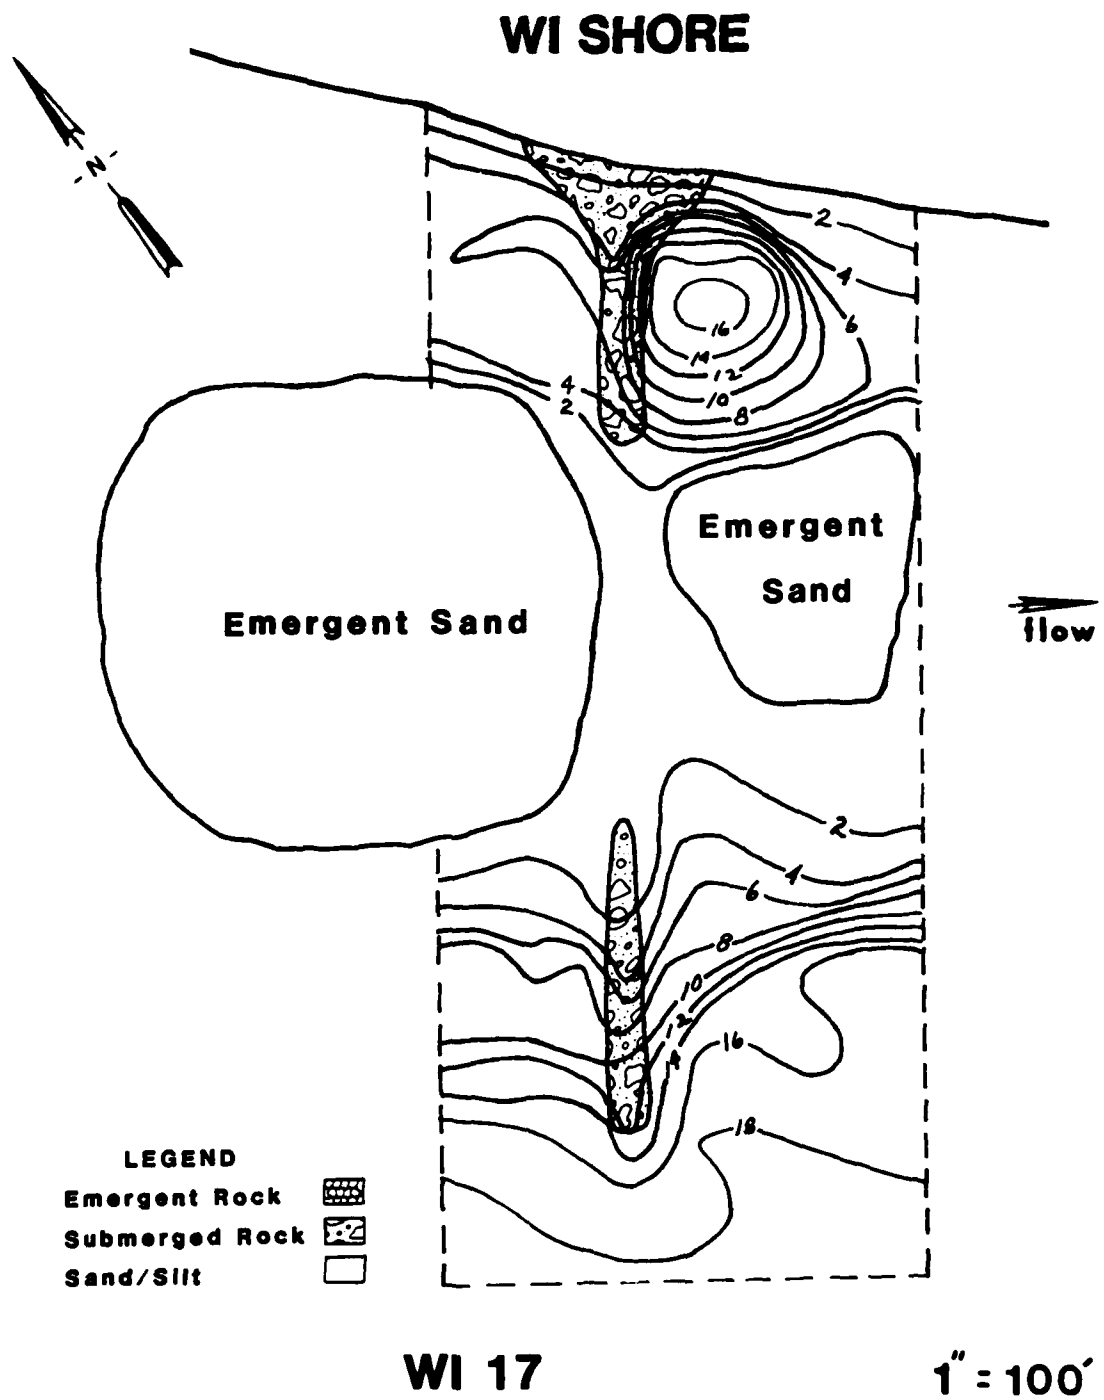 WI SHORE
N
2
4
6
16
14
12
10
8
4
2
Emergent
Sand
Emergent Sand
flow
2
4
6
8
10
12
14
16
18
LEGEND
Emergent Rock
Submerged Rock
Sand/Silt
WI 17
1" = 100'